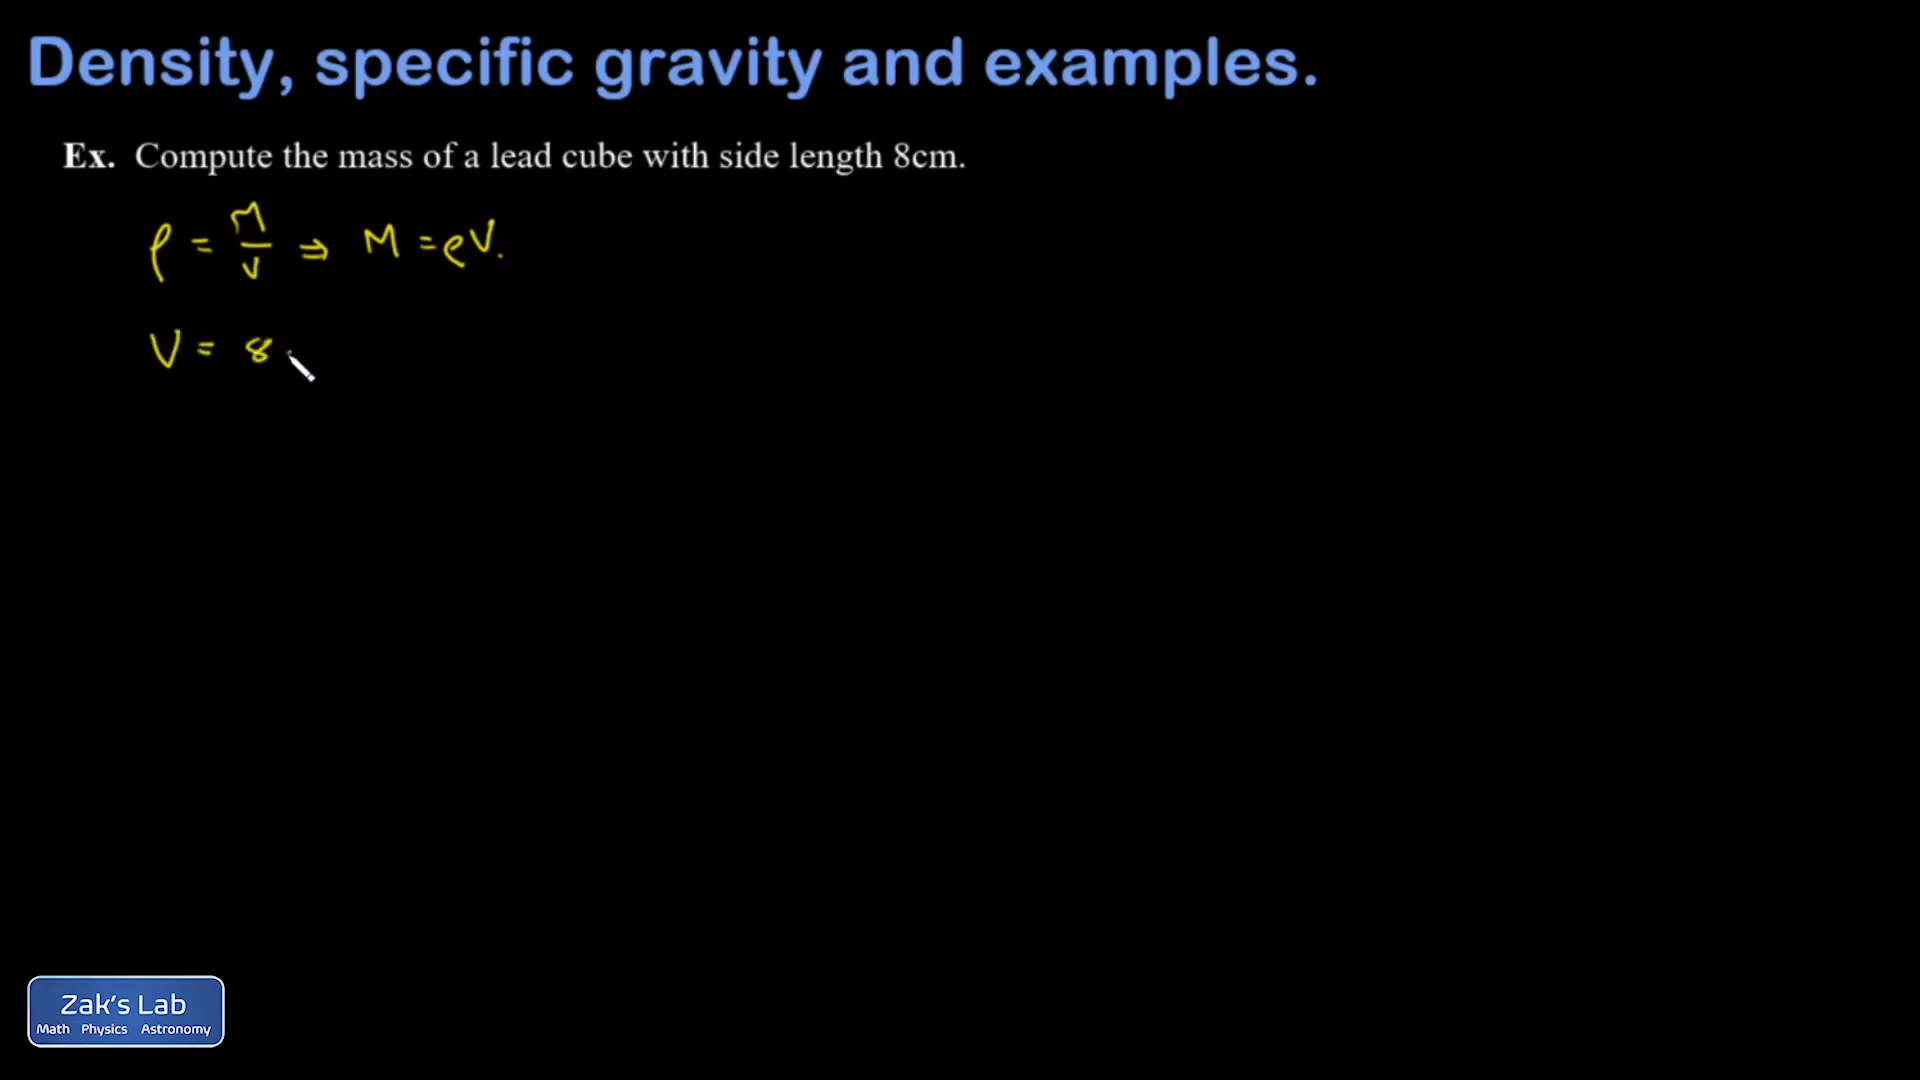 Density, specific gravity and examples.
Ex. Compute the mass of a lead cube with side length 8cm.
ρ = M/V ⇒ M = ρV.
V = 8
Zak's Lab
Math Physics Astronomy